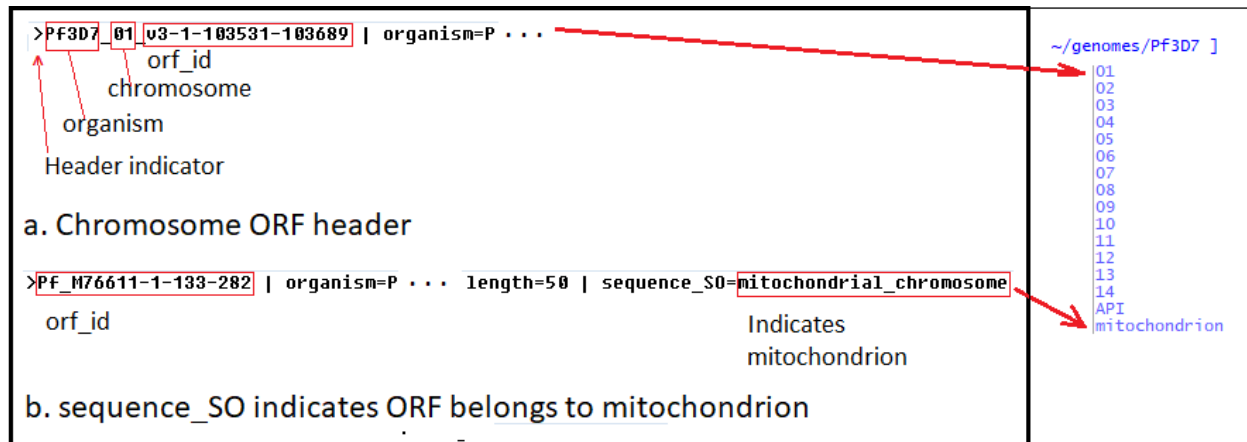 >Pf3D7_01_v3-1-103531-103689 | organism=P ...
orf_id
chromosome
organism
Header indicator
a. Chromosome ORF header
>Pf_M76611-1-133-282 | organism=P ... length=50 | sequence_SO=mitochondrial_chromosome
orf_id
Indicates
mitochondrion
b. sequence_SO indicates ORF belongs to mitochondrion
~/genomes/Pf3D7 ]
01
02
03
04
05
06
07
08
09
10
11
12
13
14
API
mitochondrion